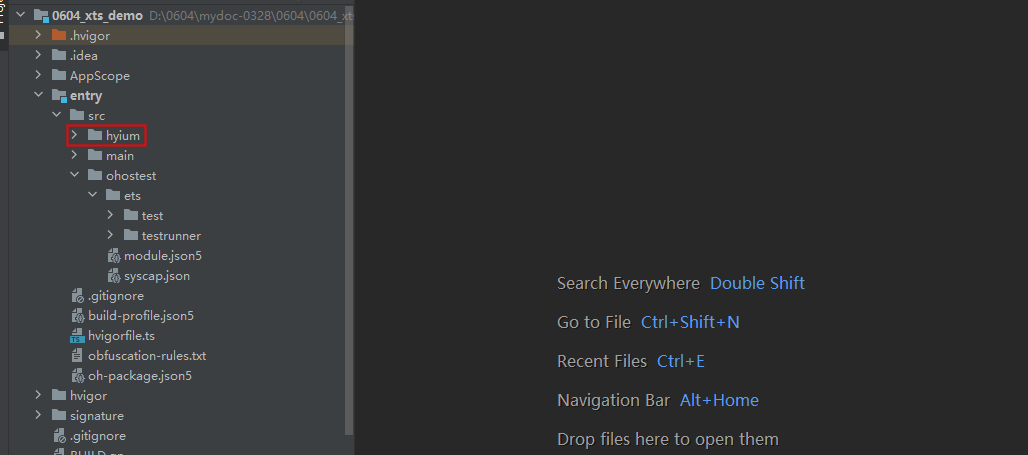 0604_xts_demo D:\0604\mydoc-0328\0604\0604_xts
.hvigor
.idea
AppScope
entry
src
hyium
main
ohostest
ets
test
testrunner
module.json5
syscap.json
.gitignore
build-profile.json5
hvigorfile.ts
obfuscation-rules.txt
oh-package.json5
hvigor
signature
.gitignore
BUILD.gn
Search Everywhere Double Shift
Go to File Ctrl+Shift+N
Recent Files Ctrl+E
Navigation Bar Alt+Home
Drop files here to open them